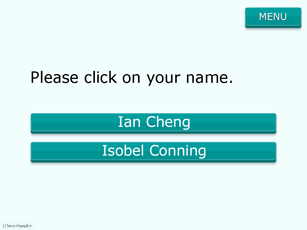 MENU
Please click on your name.
Ian Cheng
Isobel Conning